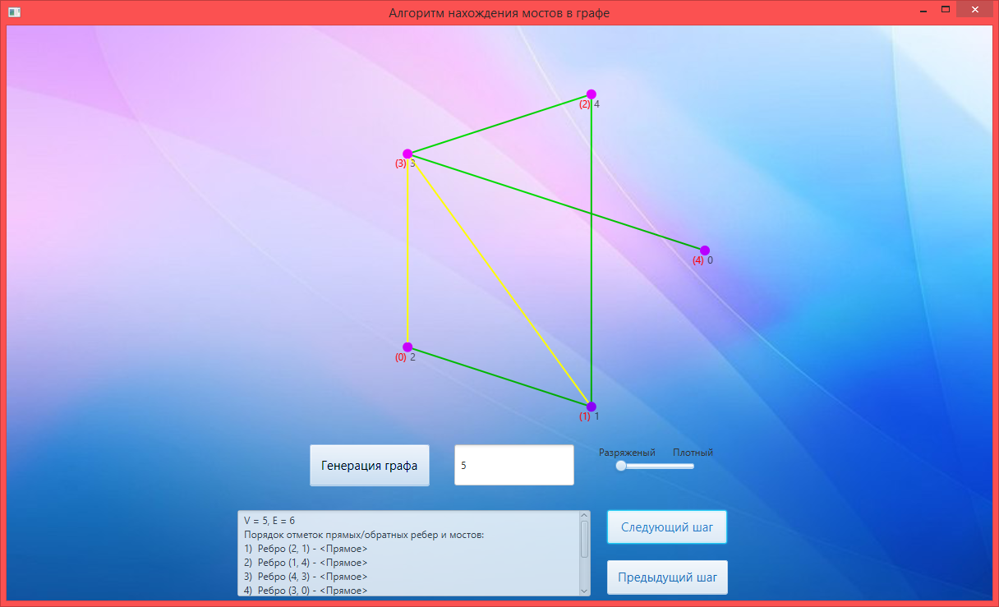 Алгоритм нахождения мостов в графе
(2) 4
(3) 3
(4) 0
(0) 2
(1) 1
Генерация графа
5
Разряженый Плотный
V = 5, E = 6
Порядок отметок прямых/обратных ребер и мостов:
1) Ребро (2, 1) - <Прямое>
2) Ребро (1, 4) - <Прямое>
3) Ребро (4, 3) - <Прямое>
4) Ребро (3, 0) - <Прямое>
Следующий шаг
Предыдущий шаг